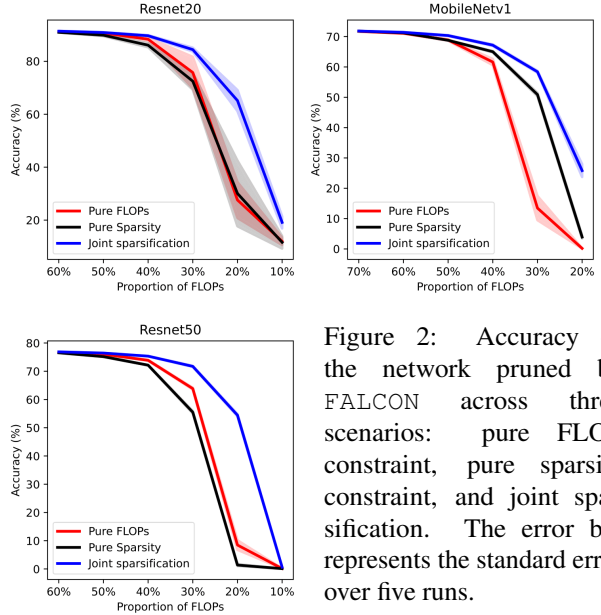 Resnet20
Accuracy (%)
80
60
40
20
Pure FLOPs
Pure Sparsity
Joint sparsification
60% 50% 40% 30% 20% 10%
Proportion of FLOPs
MobileNetv1
Accuracy (%)
70
60
50
40
30
20
10
0
Pure FLOPs
Pure Sparsity
Joint sparsification
70% 60% 50% 40% 30% 20%
Proportion of FLOPs
Resnet50
Accuracy (%)
80
70
60
50
40
30
20
10
0
Pure FLOPs
Pure Sparsity
Joint sparsification
60% 50% 40% 30% 20% 10%
Proportion of FLOPs
Figure 2: Accuracy
the network pruned b
FALCON across thr
scenarios: pure FLO
constraint, pure sparsi
constraint, and joint spa
sification. The error b
represents the standard err
over five runs.